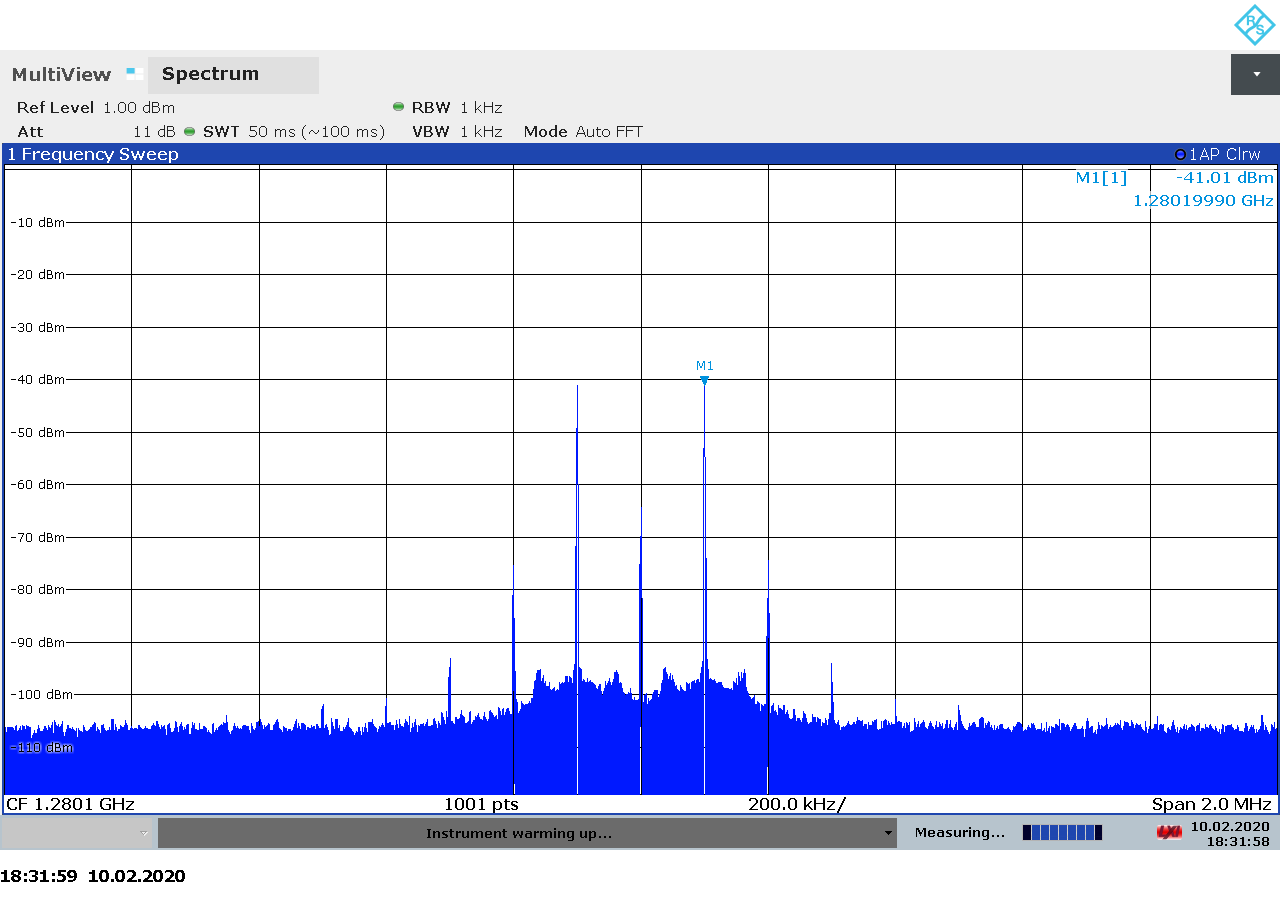 RS
MultiView Spectrum
Ref Level 1.00 dBm RBW 1 kHz
Att 11 dB SWT 50 ms (~100 ms) VBW 1 kHz Mode Auto FFT
1 Frequency Sweep 1AP Clrw
M1[1] -41.01 dBm
1.28019990 GHz
-10 dBm
-20 dBm
-30 dBm
M1
-40 dBm
-50 dBm
-60 dBm
-70 dBm
-80 dBm
-90 dBm
-100 dBm
-110 dBm
CF 1.2801 GHz 1001 pts 200.0 kHz/ Span 2.0 MHz
Instrument warming up... Measuring... LXI 10.02.2020
18:31:58
18:31:59 10.02.2020